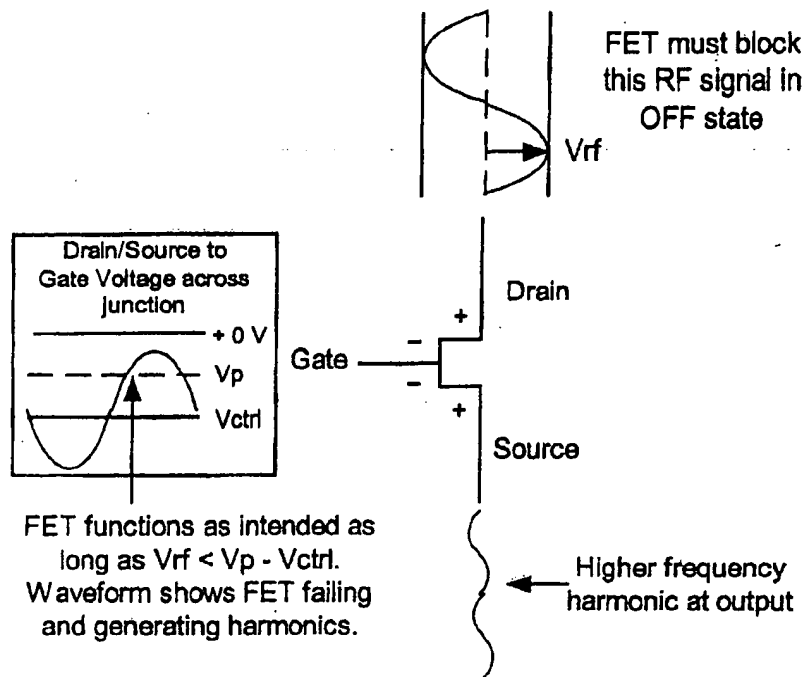 FET must block
this RF signal in
OFF state
Vrf
Drain/Source to
Gate Voltage across
junction
+ 0 V
Vp
Vctrl
Drain
+
Gate
-
-
+
Source
FET functions as intended as
long as Vrf < Vp - Vctrl.
Waveform shows FET failing
and generating harmonics.
Higher frequency
harmonic at output